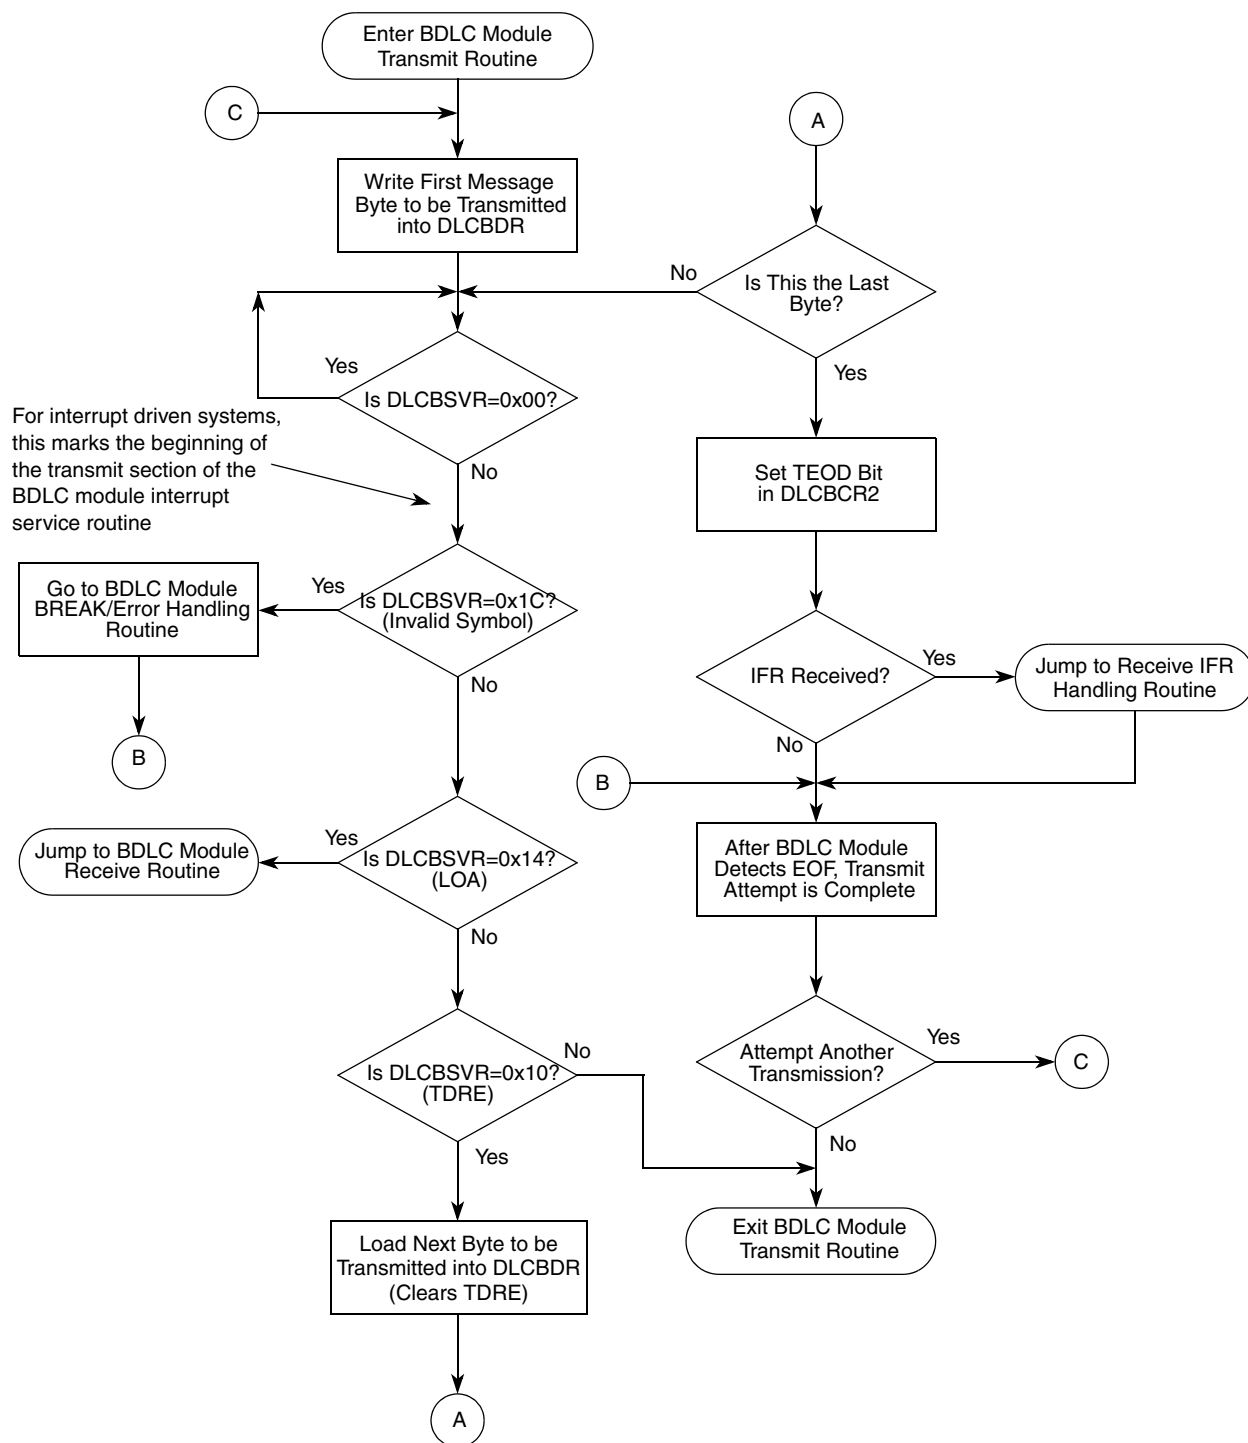 Enter BDLC Module
Transmit Routine
C
A
Write First Message
Byte to be Transmitted
into DLCBDR
No
Is This the Last
Byte?
Yes
Is DLCBSVR=0x00?
Yes
For interrupt driven systems,
this marks the beginning of
the transmit section of the
BDLC module interrupt
service routine
No
Set TEOD Bit
in DLCBCR2
Go to BDLC Module
BREAK/Error Handling
Routine
Yes
Is DLCBSVR=0x1C?
(Invalid Symbol)
No
IFR Received?
Yes
Jump to Receive IFR
Handling Routine
B
No
B
Jump to BDLC Module
Receive Routine
Yes
Is DLCBSVR=0x14?
(LOA)
After BDLC Module
Detects EOF, Transmit
Attempt is Complete
No
Is DLCBSVR=0x10?
(TDRE)
No
Attempt Another
Transmission?
Yes
C
Yes
No
Load Next Byte to be
Transmitted into DLCBDR
(Clears TDRE)
Exit BDLC Module
Transmit Routine
A